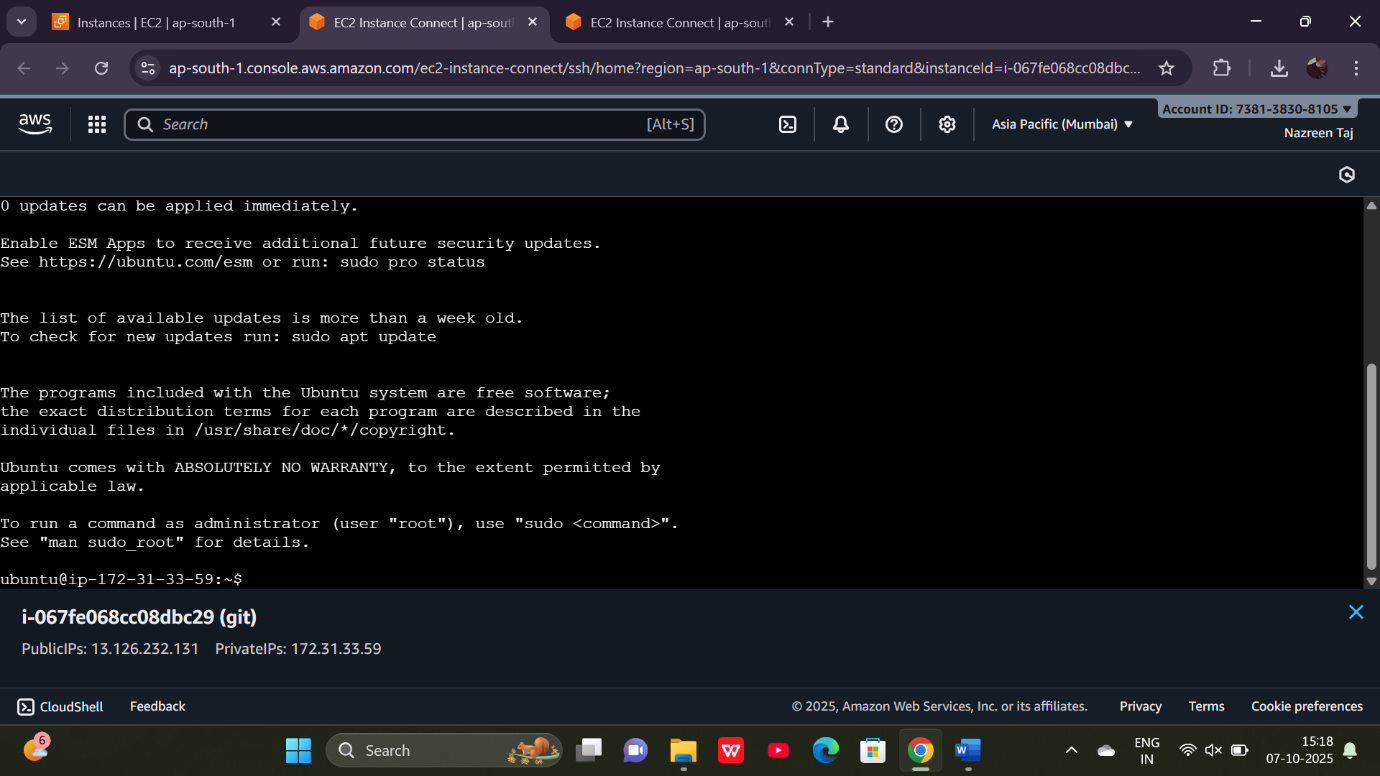 Instances | EC2 | ap-south-1
EC2 Instance Connect | ap-sout
EC2 Instance Connect | ap-sout
ap-south-1.console.aws.amazon.com/ec2-instance-connect/ssh/home?region=ap-south-1&connType=standard&instanceId=i-067fe068cc08dbc...
aws
Search
[Alt+S]
Asia Pacific (Mumbai)
Account ID: 7381-3830-8105
Nazreen Taj
0 updates can be applied immediately.
Enable ESM Apps to receive additional future security updates.
See https://ubuntu.com/esm or run: sudo pro status
The list of available updates is more than a week old.
To check for new updates run: sudo apt update
The programs included with the Ubuntu system are free software;
the exact distribution terms for each program are described in the
individual files in /usr/share/doc/*/copyright.
Ubuntu comes with ABSOLUTELY NO WARRANTY, to the extent permitted by
applicable law.
To run a command as administrator (user "root"), use "sudo <command>".
See "man sudo_root" for details.
ubuntu@ip-172-31-33-59:~$
i-067fe068cc08dbc29 (git)
PublicIPs: 13.126.232.131 PrivateIPs: 172.31.33.59
CloudShell
Feedback
© 2025, Amazon Web Services, Inc. or its affiliates.
Privacy
Terms
Cookie preferences
6
Search
W
W
ENG
IN
15:18
07-10-2025